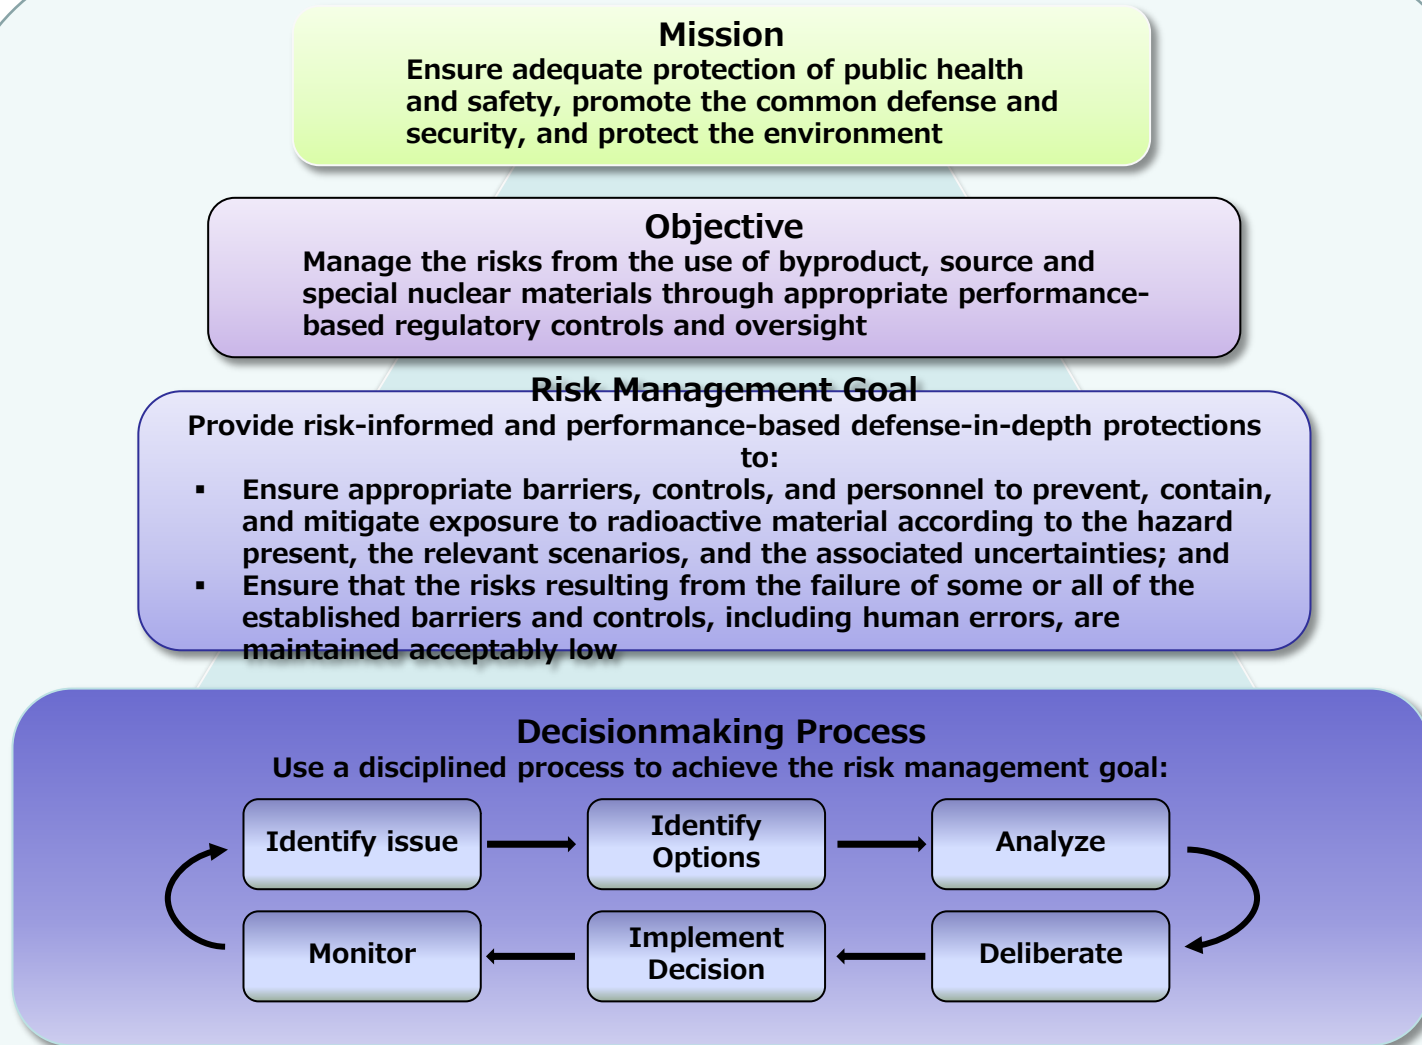 Mission
Ensure adequate protection of public health
and safety, promote the common defense and
security, and protect the environment
Objective
Manage the risks from the use of byproduct, source and
special nuclear materials through appropriate performance-
based regulatory controls and oversight
Risk Management Goal
Provide risk-informed and performance-based defense-in-depth protections
to:
▪ Ensure appropriate barriers, controls, and personnel to prevent, contain,
and mitigate exposure to radioactive material according to the hazard
present, the relevant scenarios, and the associated uncertainties; and
▪ Ensure that the risks resulting from the failure of some or all of the
established barriers and controls, including human errors, are
maintained acceptably low
Decisionmaking Process
Use a disciplined process to achieve the risk management goal:
Identify issue
Identify
Options
Analyze
Deliberate
Implement
Decision
Monitor